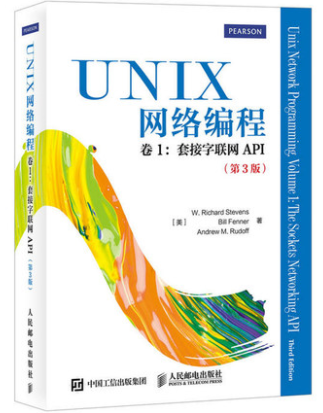 PEARSON
UNIX
网络编程
卷1：套接字联网API
（第3版）
W. Richard Stevens
[美] Bill Fenner 著
Andrew M. Rudoff
中国工信出版集团
人民邮电出版社
POSTS & TELECOM PRESS
UNIX
网络编程
卷1：套接字联网API
（第3版）
人民邮电出版社
Unix Network Programming Volume 1: The Sockets Networking API
Third Edition